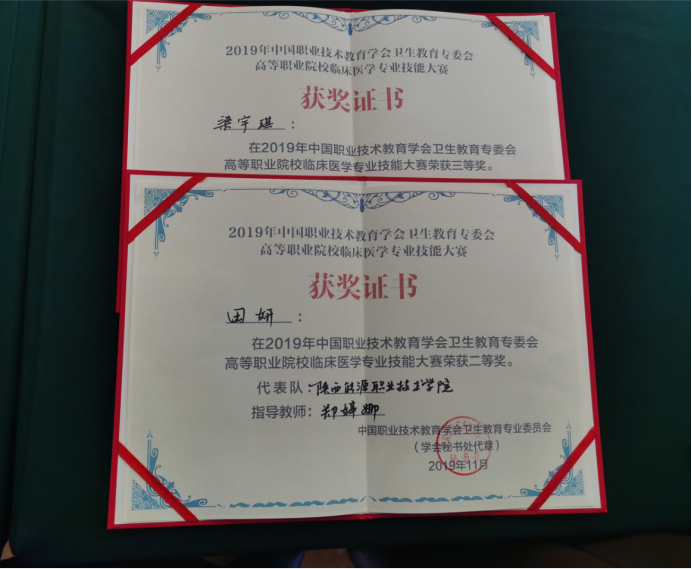 2019年中国职业技术教育学会卫生教育专委会
高等职业院校临床医学专业技能大赛
获奖证书
梁宇琪：
在2019年中国职业技术教育学会卫生教育专委会
高等职业院校临床医学专业技能大赛荣获三等奖。
2019年中国职业技术教育学会卫生教育专委会
高等职业院校临床医学专业技能大赛
获奖证书
田妍：
在2019年中国职业技术教育学会卫生教育专委会
高等职业院校临床医学专业技能大赛荣获二等奖。
代表队：陕西能源职业技术学院
指导教师：郑婷娜
中国职业技术教育学会卫生教育专业委员会
（学会秘书处代章）
2019年11月